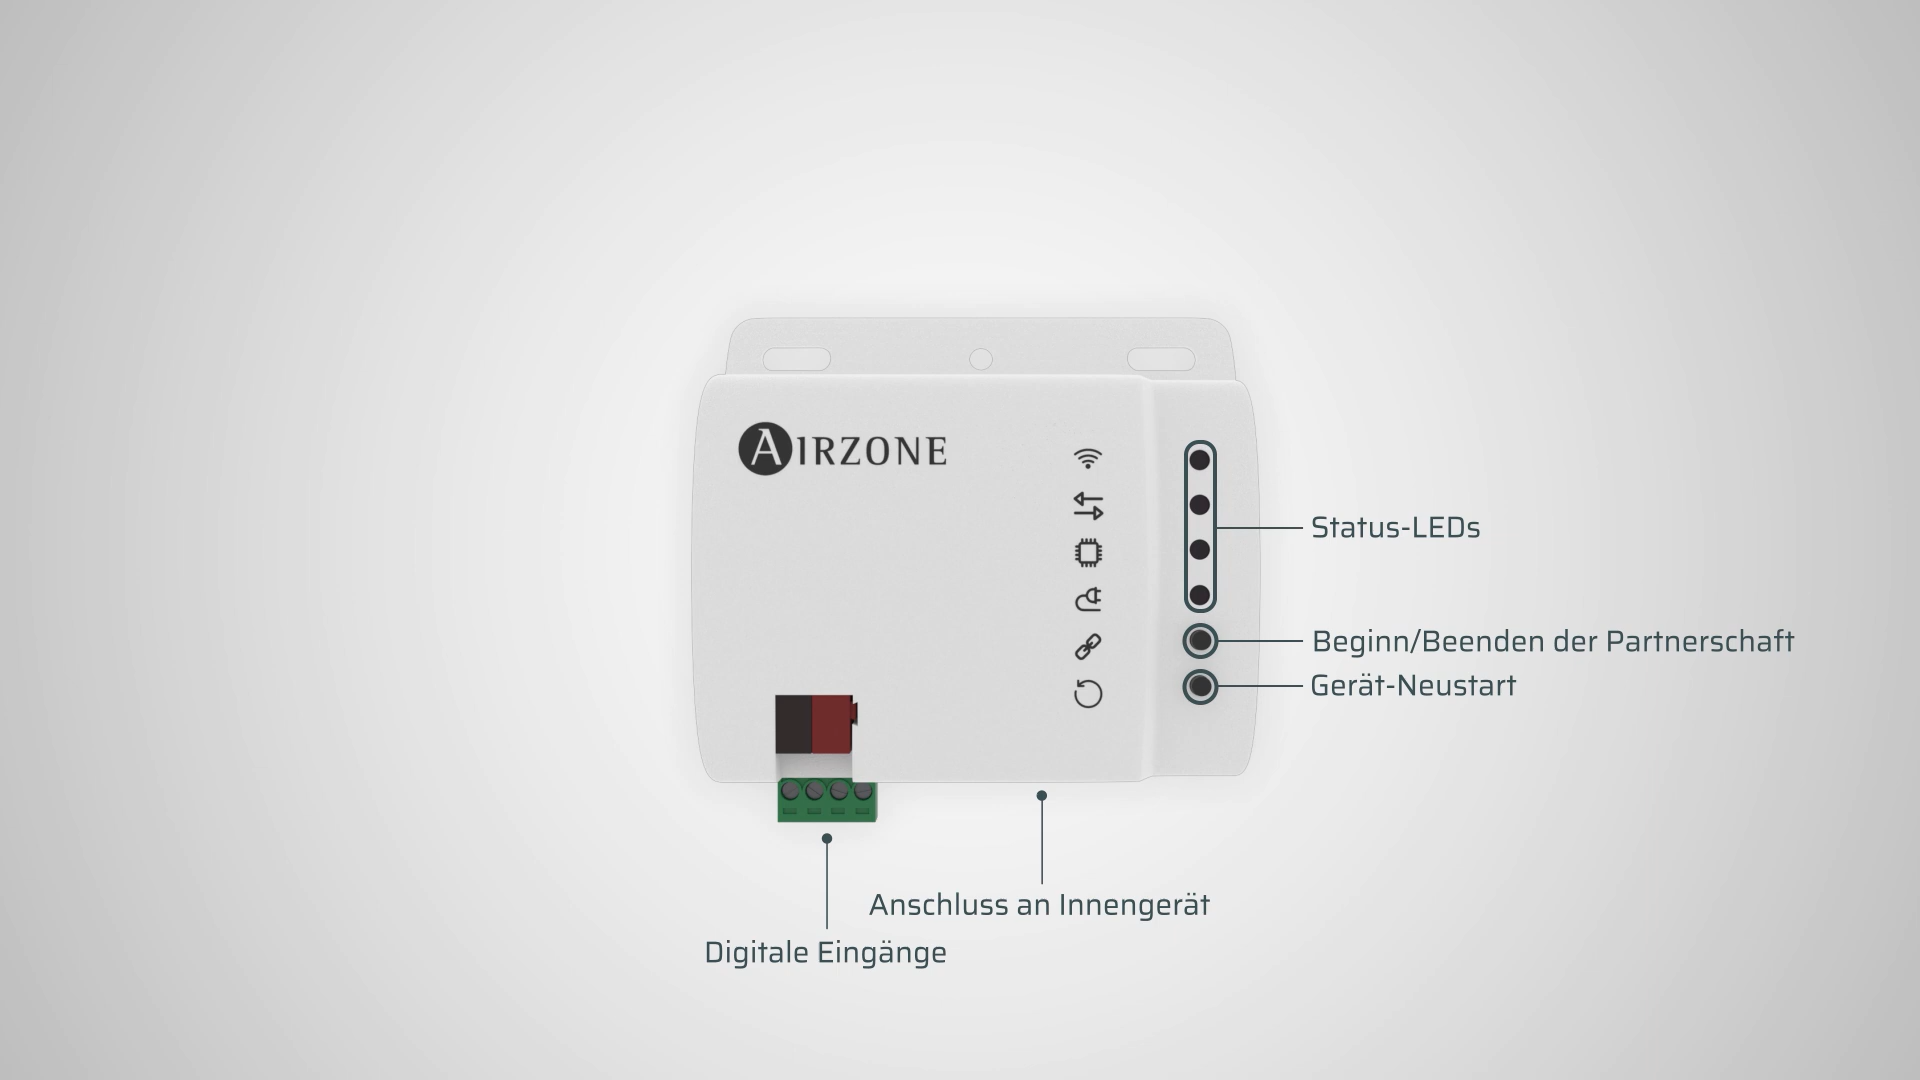 AIRZONE
Status-LEDs
Beginn/Beenden der Partnerschaft
Gerät-Neustart
Anschluss an Innengerät
Digitale Eingänge